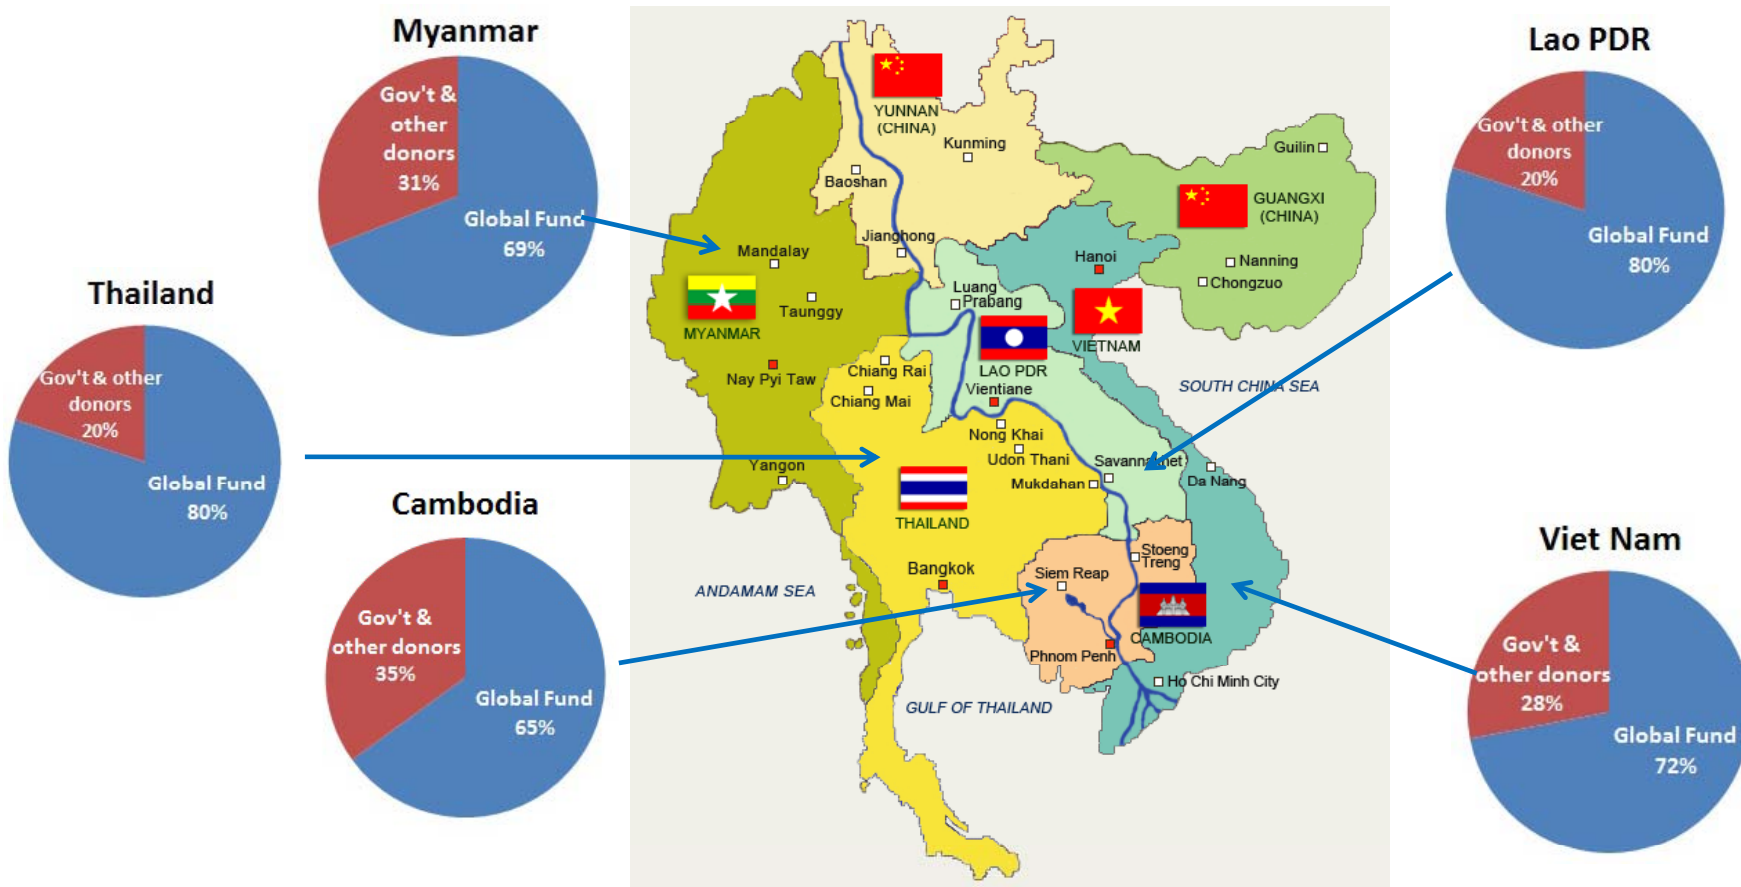 Myanmar
Gov't &
other
donors
31%
Global Fund
69%
Thailand
Gov't & other
donors
20%
Global Fund
80%
Cambodia
Gov't &
other donors
35%
Global Fund
65%
YUNNAN
(CHINA)
Kunming
Baoshan
Jianghong
Guilin
GUANGXI
(CHINA)
Nanning
Chongzuo
Hanoi
Mandalay
Taunggy
MYANMAR
Nay Pyi Taw
Yangon
Luang
Prabang
LAO PDR
Vientiane
VIETNAM
Chiang Rai
Chiang Mai
SOUTH CHINA SEA
Nong Khai
Udon Thani
Mukdahan
Da Nang
THAILAND
Bangkok
ANDAMAM SEA
Siem Reap
Stoeng
Treng
CAMBODIA
Phnom Penh
Ho Chi Minh City
GULF OF THAILAND
Lao PDR
Gov't & other
donors
20%
Global Fund
80%
Viet Nam
Gov't &
other donors
28%
Global Fund
72%